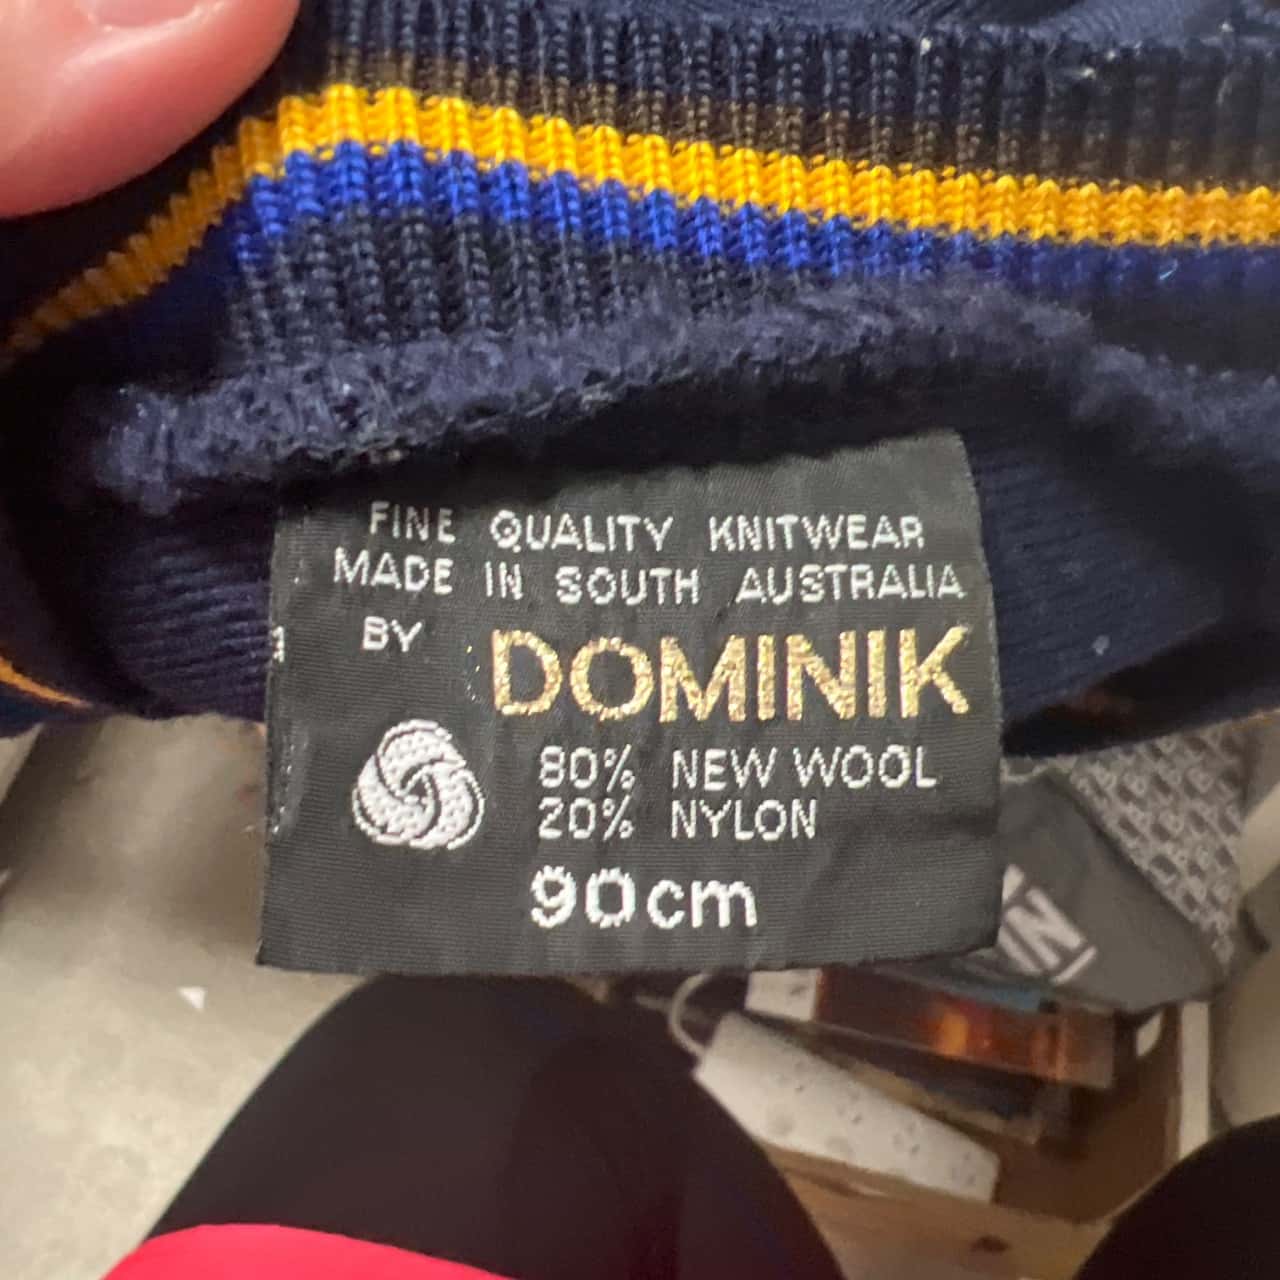 FINE QUALITY KNITWEAR
MADE IN SOUTH AUSTRALIA
BY DOMINIK
80% NEW WOOL
20% NYLON
90cm